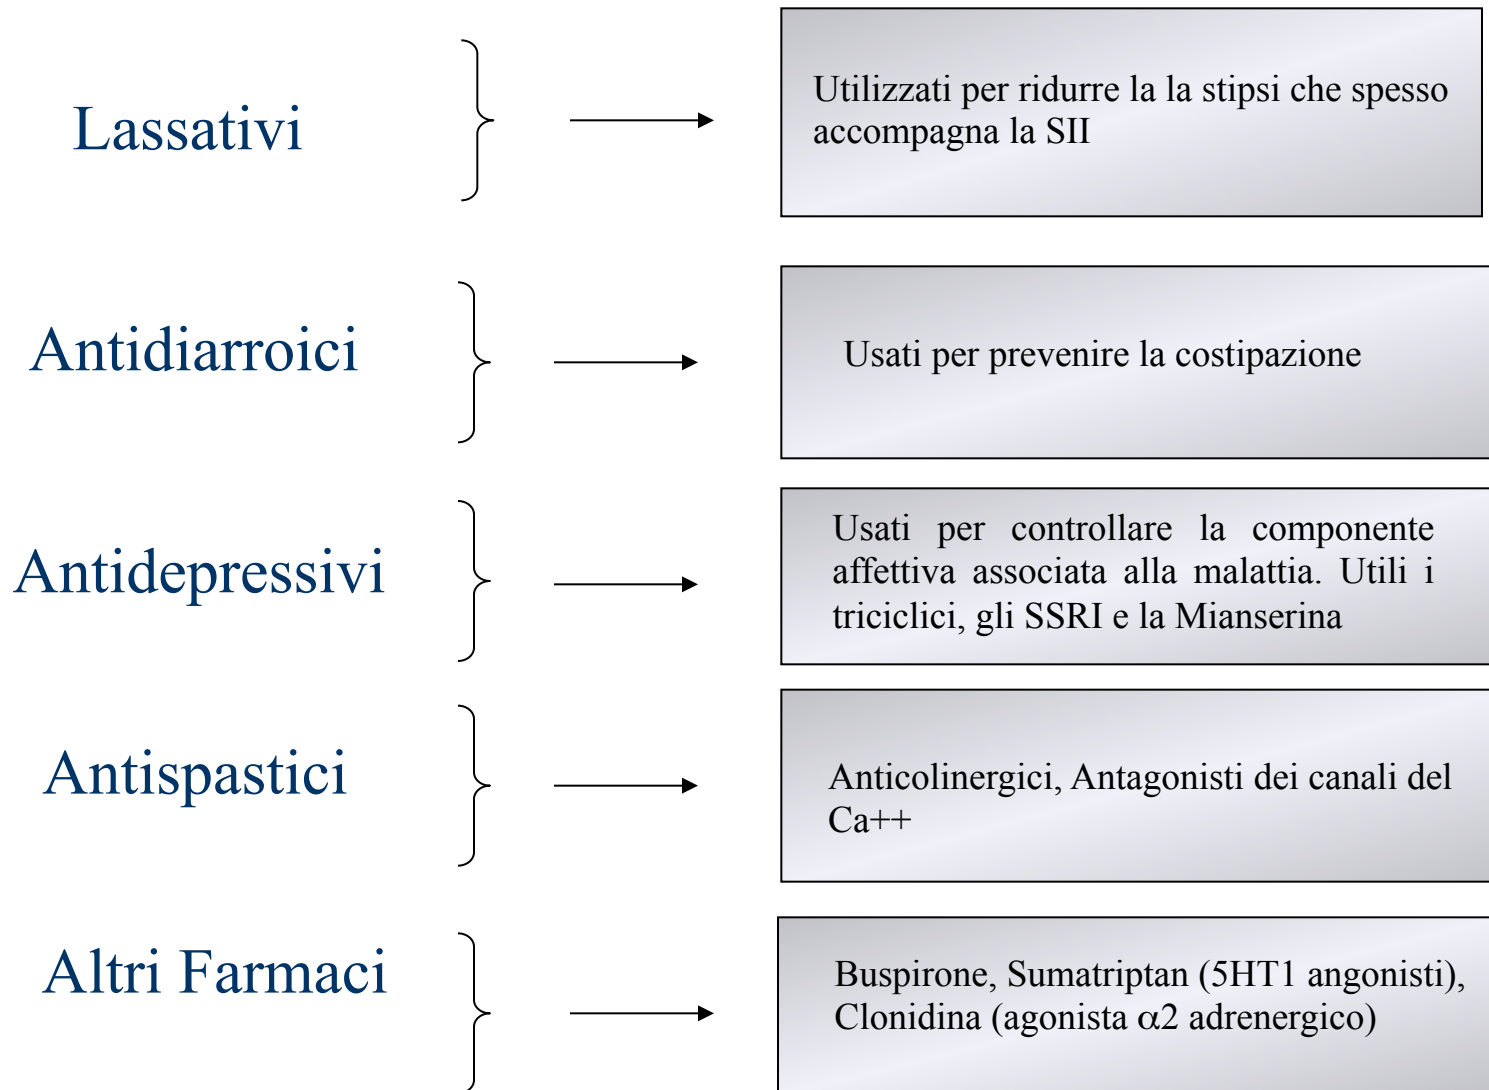 Lassativi
Utilizzati per ridurre la la stipsi che spesso
accompagna la SII
Antidiarroici
Usati per prevenire la costipazione
Antidepressivi
Usati per controllare la componente
affettiva associata alla malattia. Utili i
triciclici, gli SSRI e la Mianserina
Antispastici
Anticolinergici, Antagonisti dei canali del
Ca++
Altri Farmaci
Buspirone, Sumatriptan (5HT1 angonisti),
Clonidina (agonista α2 adrenergico)